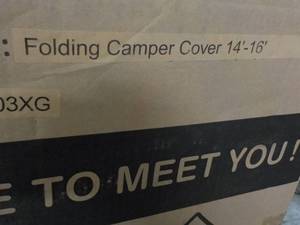 : Folding Camper Cover 14'-16'
03XG
E TO MEET YOU!